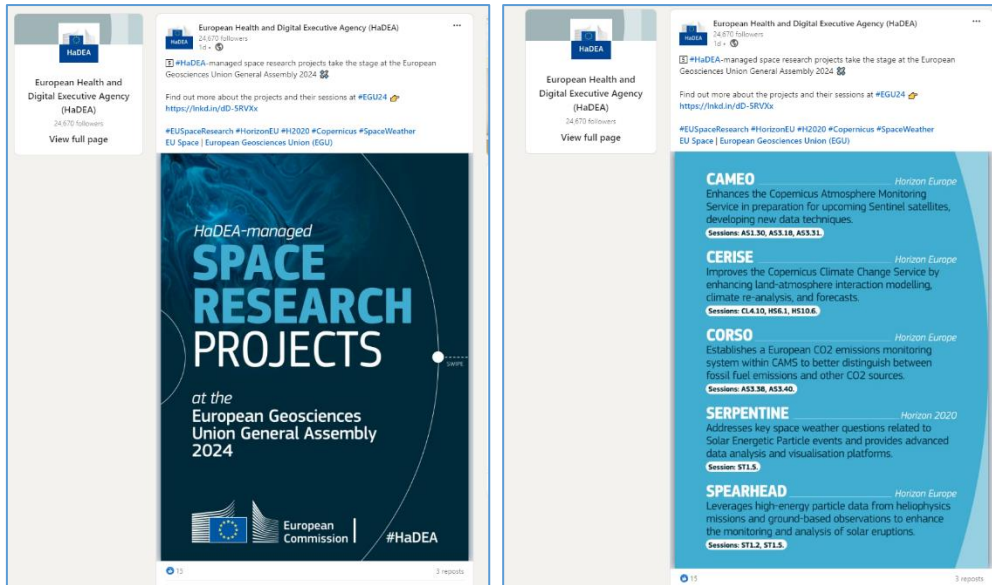 HaDEA
European Health and
Digital Executive Agency
(HaDEA)
24,670 followers
View full page
HaDEA
European Health and Digital Executive Agency (HaDEA)
24,670 followers
1d •
#HaDEA-managed space research projects take the stage at the European
Geosciences Union General Assembly 2024
Find out more about the projects and their sessions at #EGU24
https://lnkd.in/dD-5RVXx
#EUSpaceResearch #HorizonEU #H2020 #Copernicus #SpaceWeather
EU Space | European Geosciences Union (EGU)
HaDEA-managed
SPACE
RESEARCH
PROJECTS
SWIPE
at the
European Geosciences
Union General Assembly
2024
European
Commission
#HaDEA
15
3 reposts
HaDEA
European Health and
Digital Executive Agency
(HaDEA)
24,670 followers
View full page
HaDEA
European Health and Digital Executive Agency (HaDEA)
24,670 followers
1d •
#HaDEA-managed space research projects take the stage at the European
Geosciences Union General Assembly 2024
Find out more about the projects and their sessions at #EGU24
https://lnkd.in/dD-5RVXx
#EUSpaceResearch #HorizonEU #H2020 #Copernicus #SpaceWeather
EU Space | European Geosciences Union (EGU)
CAMEO Horizon Europe
Enhances the Copernicus Atmosphere Monitoring
Service in preparation for upcoming Sentinel satellites,
developing new data techniques.
Sessions: AS1.30, AS3.18, AS3.31.
CERISE Horizon Europe
Improves the Copernicus Climate Change Service by
enhancing land-atmosphere interaction modelling,
climate re-analysis, and forecasts.
Sessions: CL4.10, HS6.1, HS10.6.
CORSO Horizon Europe
Establishes a European CO2 emissions monitoring
system within CAMS to better distinguish between
fossil fuel emissions and other CO2 sources.
Sessions: AS3.38, AS3.40.
SERPENTINE Horizon 2020
Addresses key space weather questions related to
Solar Energetic Particle events and provides advanced
data analysis and visualisation platforms.
Session: ST1.5.
SPEARHEAD Horizon Europe
Leverages high-energy particle data from heliophysics
missions and ground-based observations to enhance
the monitoring and analysis of solar eruptions.
Sessions: ST1.2, ST1.5.
15
3 reposts